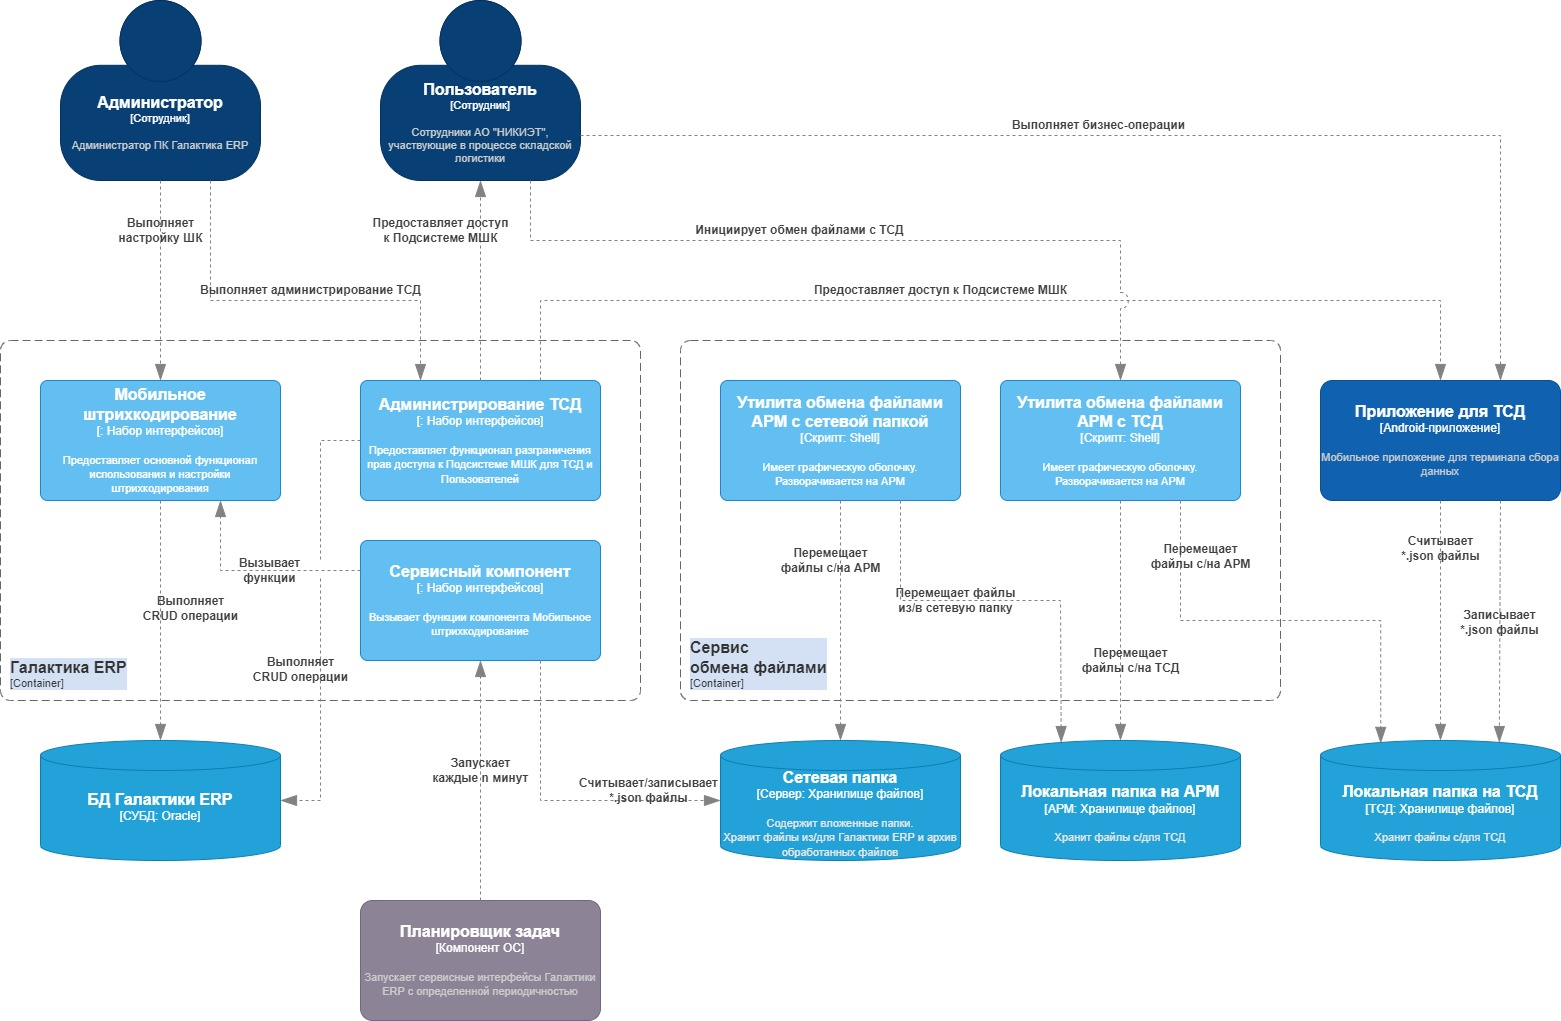 Администратор
[Сотрудник]
Администратор ПК Галактика ERP
Пользователь
[Сотрудник]
Сотрудники АО "НИКИЭТ",
участвующие в процессе складской
логистики
Выполняет бизнес-операции
Выполняет
настройку ШК
Предоставляет доступ
к Подсистеме МШК
Инициирует обмен файлами с ТСД
Выполняет администрирование ТСД
Предоставляет доступ к Подсистеме МШК
Мобильное
штрихкодирование
[: Набор интерфейсов]
Предоставляет основной функционал
использования и настройки
штрихкодирования
Администрирование ТСД
[: Набор интерфейсов]
Предоставляет функционал разграничения
прав доступа к Подсистеме МШК для ТСД и
Пользователей
Утилита обмена файлами
АРМ с сетевой папкой
[Скрипт: Shell]
Имеет графическую оболочку.
Разворачивается на АРМ
Утилита обмена файлами
АРМ с ТСД
[Скрипт: Shell]
Имеет графическую оболочку.
Разворачивается на АРМ
Приложение для ТСД
[Android-приложение]
Мобильное приложение для терминала сбора
данных
Вызывает
функции
Сервисный компонент
[: Набор интерфейсов]
Вызывает функции компонента Мобильное
штрихкодирование
Перемещает
файлы с/на АРМ
Перемещает файлы
из/в сетевую папку
Перемещает
файлы с/на АРМ
Считывает
*.json файлы
Выполняет
CRUD операции
Записывает
*.json файлы
Галактика ERP
[Container]
Выполняет
CRUD операции
Сервис
обмена файлами
[Container]
Перемещает
файлы с/на ТСД
БД Галактики ERP
[СУБД: Oracle]
Запускает
каждые n минут
Считывает/записывает
*.json файлы
Сетевая папка
[Сервер: Хранилище файлов]
Содержит вложенные папки.
Хранит файлы из/для Галактики ERP и архив
обработанных файлов
Локальная папка на АРМ
[АРМ: Хранилище файлов]
Хранит файлы с/для ТСД
Локальная папка на ТСД
[ТСД: Хранилище файлов]
Хранит файлы с/для ТСД
Планировщик задач
[Компонент ОС]
Запускает сервисные интерфейсы Галактики
ERP с определенной периодичностью